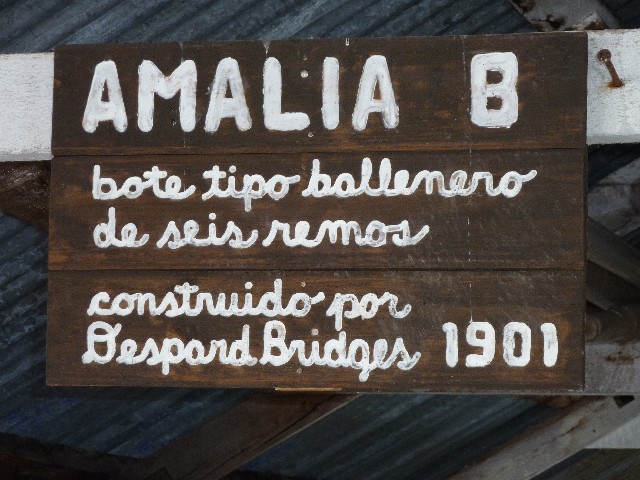 AMALIA B
bote tipo ballenero
de seis remos
construido por
Despard Bridges 1901